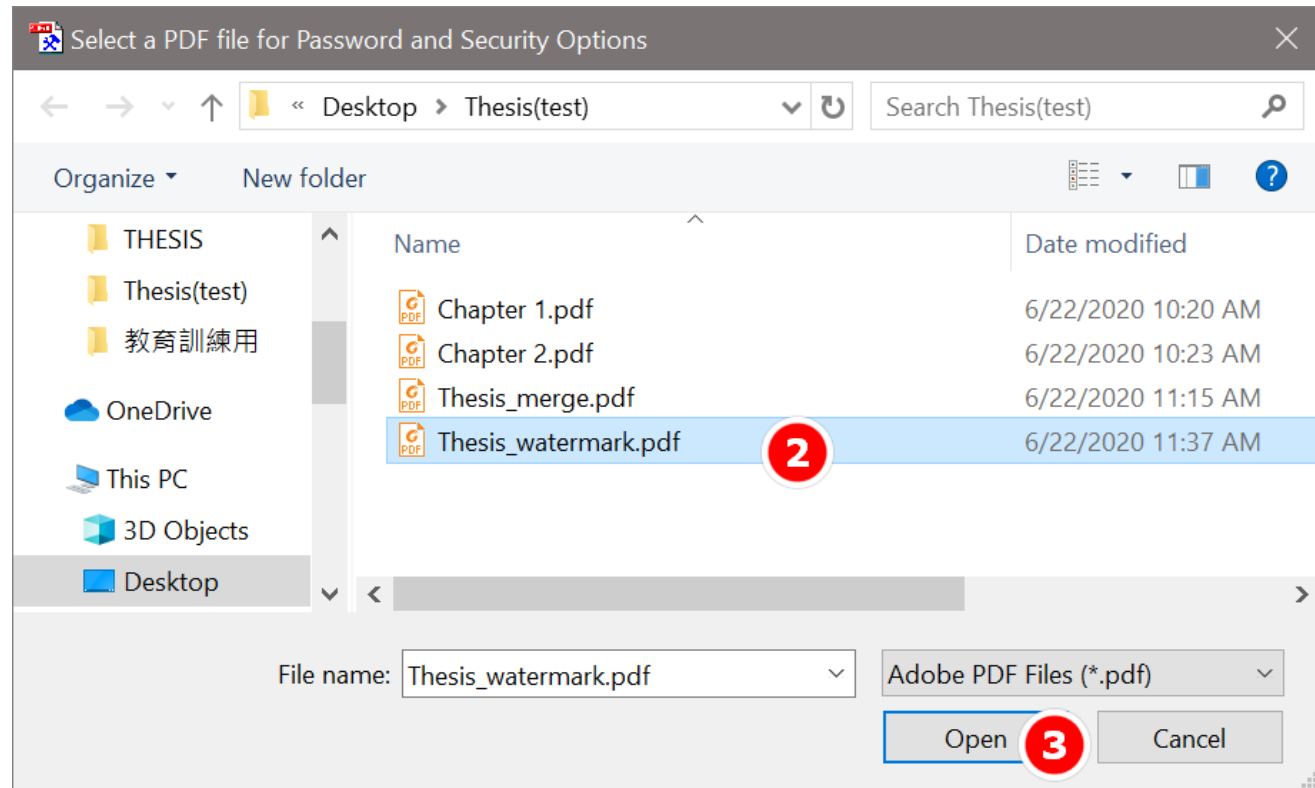 Select a PDF file for Password and Security Options
« Desktop > Thesis(test)
Search Thesis(test)
Organize
New folder
?
THESIS
Thesis(test)
教育訓練用
OneDrive
This PC
3D Objects
Desktop
Name
Date modified
Chapter 1.pdf
6/22/2020 10:20 AM
Chapter 2.pdf
6/22/2020 10:23 AM
Thesis_merge.pdf
6/22/2020 11:15 AM
Thesis_watermark.pdf
2
6/22/2020 11:37 AM
File name:
Thesis_watermark.pdf
Adobe PDF Files (*.pdf)
Open
3
Cancel